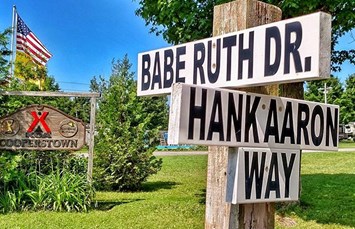 BABE RUTH DR.
HANK AARON
WAY
COOPERSTOWN